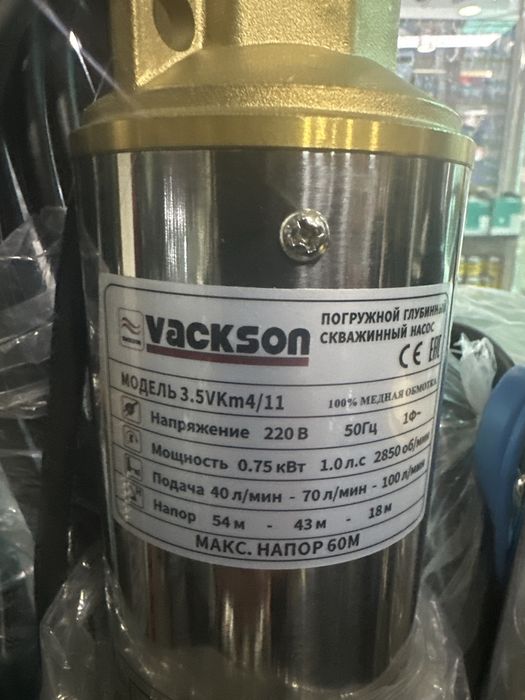 vackson
ПОГРУЖНОЙ ГЛУБИННЫЙ
СКВАЖИННЫЙ НАСОС
CE EAC
МОДЕЛЬ 3.5VKm4/11
100% МЕДНАЯ ОБМОТКА
Напряжение 220 В 50Гц 1Ф~
Мощность 0.75 кВт 1.0 л.с 2850 об/мин
Подача 40 л/мин - 70 л/мин - 100 л/мин
Напор 54 м - 43 м - 18 м
МАКС. НАПОР 60М